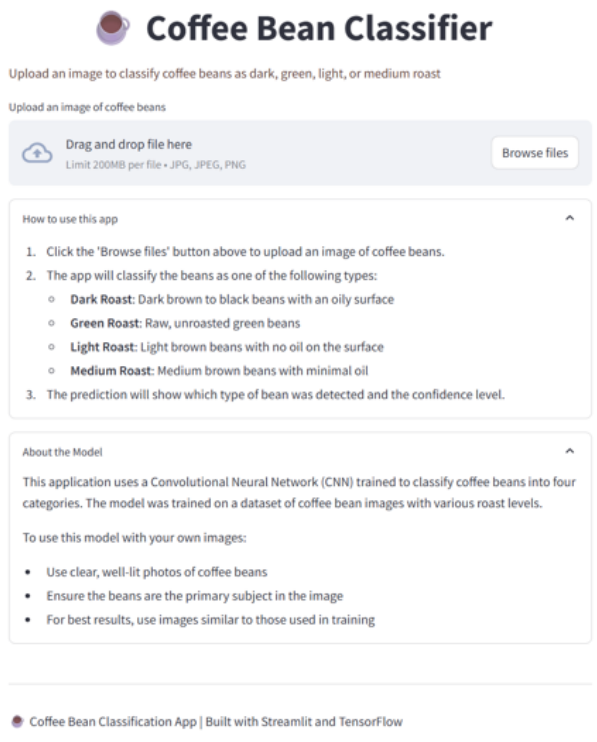 Coffee Bean Classifier
Upload an image to classify coffee beans as dark, green, light, or medium roast
Upload an image of coffee beans
Drag and drop file here
Limit 200MB per file • JPG, JPEG, PNG
Browse files
How to use this app
1. Click the 'Browse files' button above to upload an image of coffee beans.
2. The app will classify the beans as one of the following types:
Dark Roast: Dark brown to black beans with an oily surface
Green Roast: Raw, unroasted green beans
Light Roast: Light brown beans with no oil on the surface
Medium Roast: Medium brown beans with minimal oil
3. The prediction will show which type of bean was detected and the confidence level.
About the Model
This application uses a Convolutional Neural Network (CNN) trained to classify coffee beans into four
categories. The model was trained on a dataset of coffee bean images with various roast levels.
To use this model with your own images:
• Use clear, well-lit photos of coffee beans
• Ensure the beans are the primary subject in the image
• For best results, use images similar to those used in training
Coffee Bean Classification App | Built with Streamlit and TensorFlow